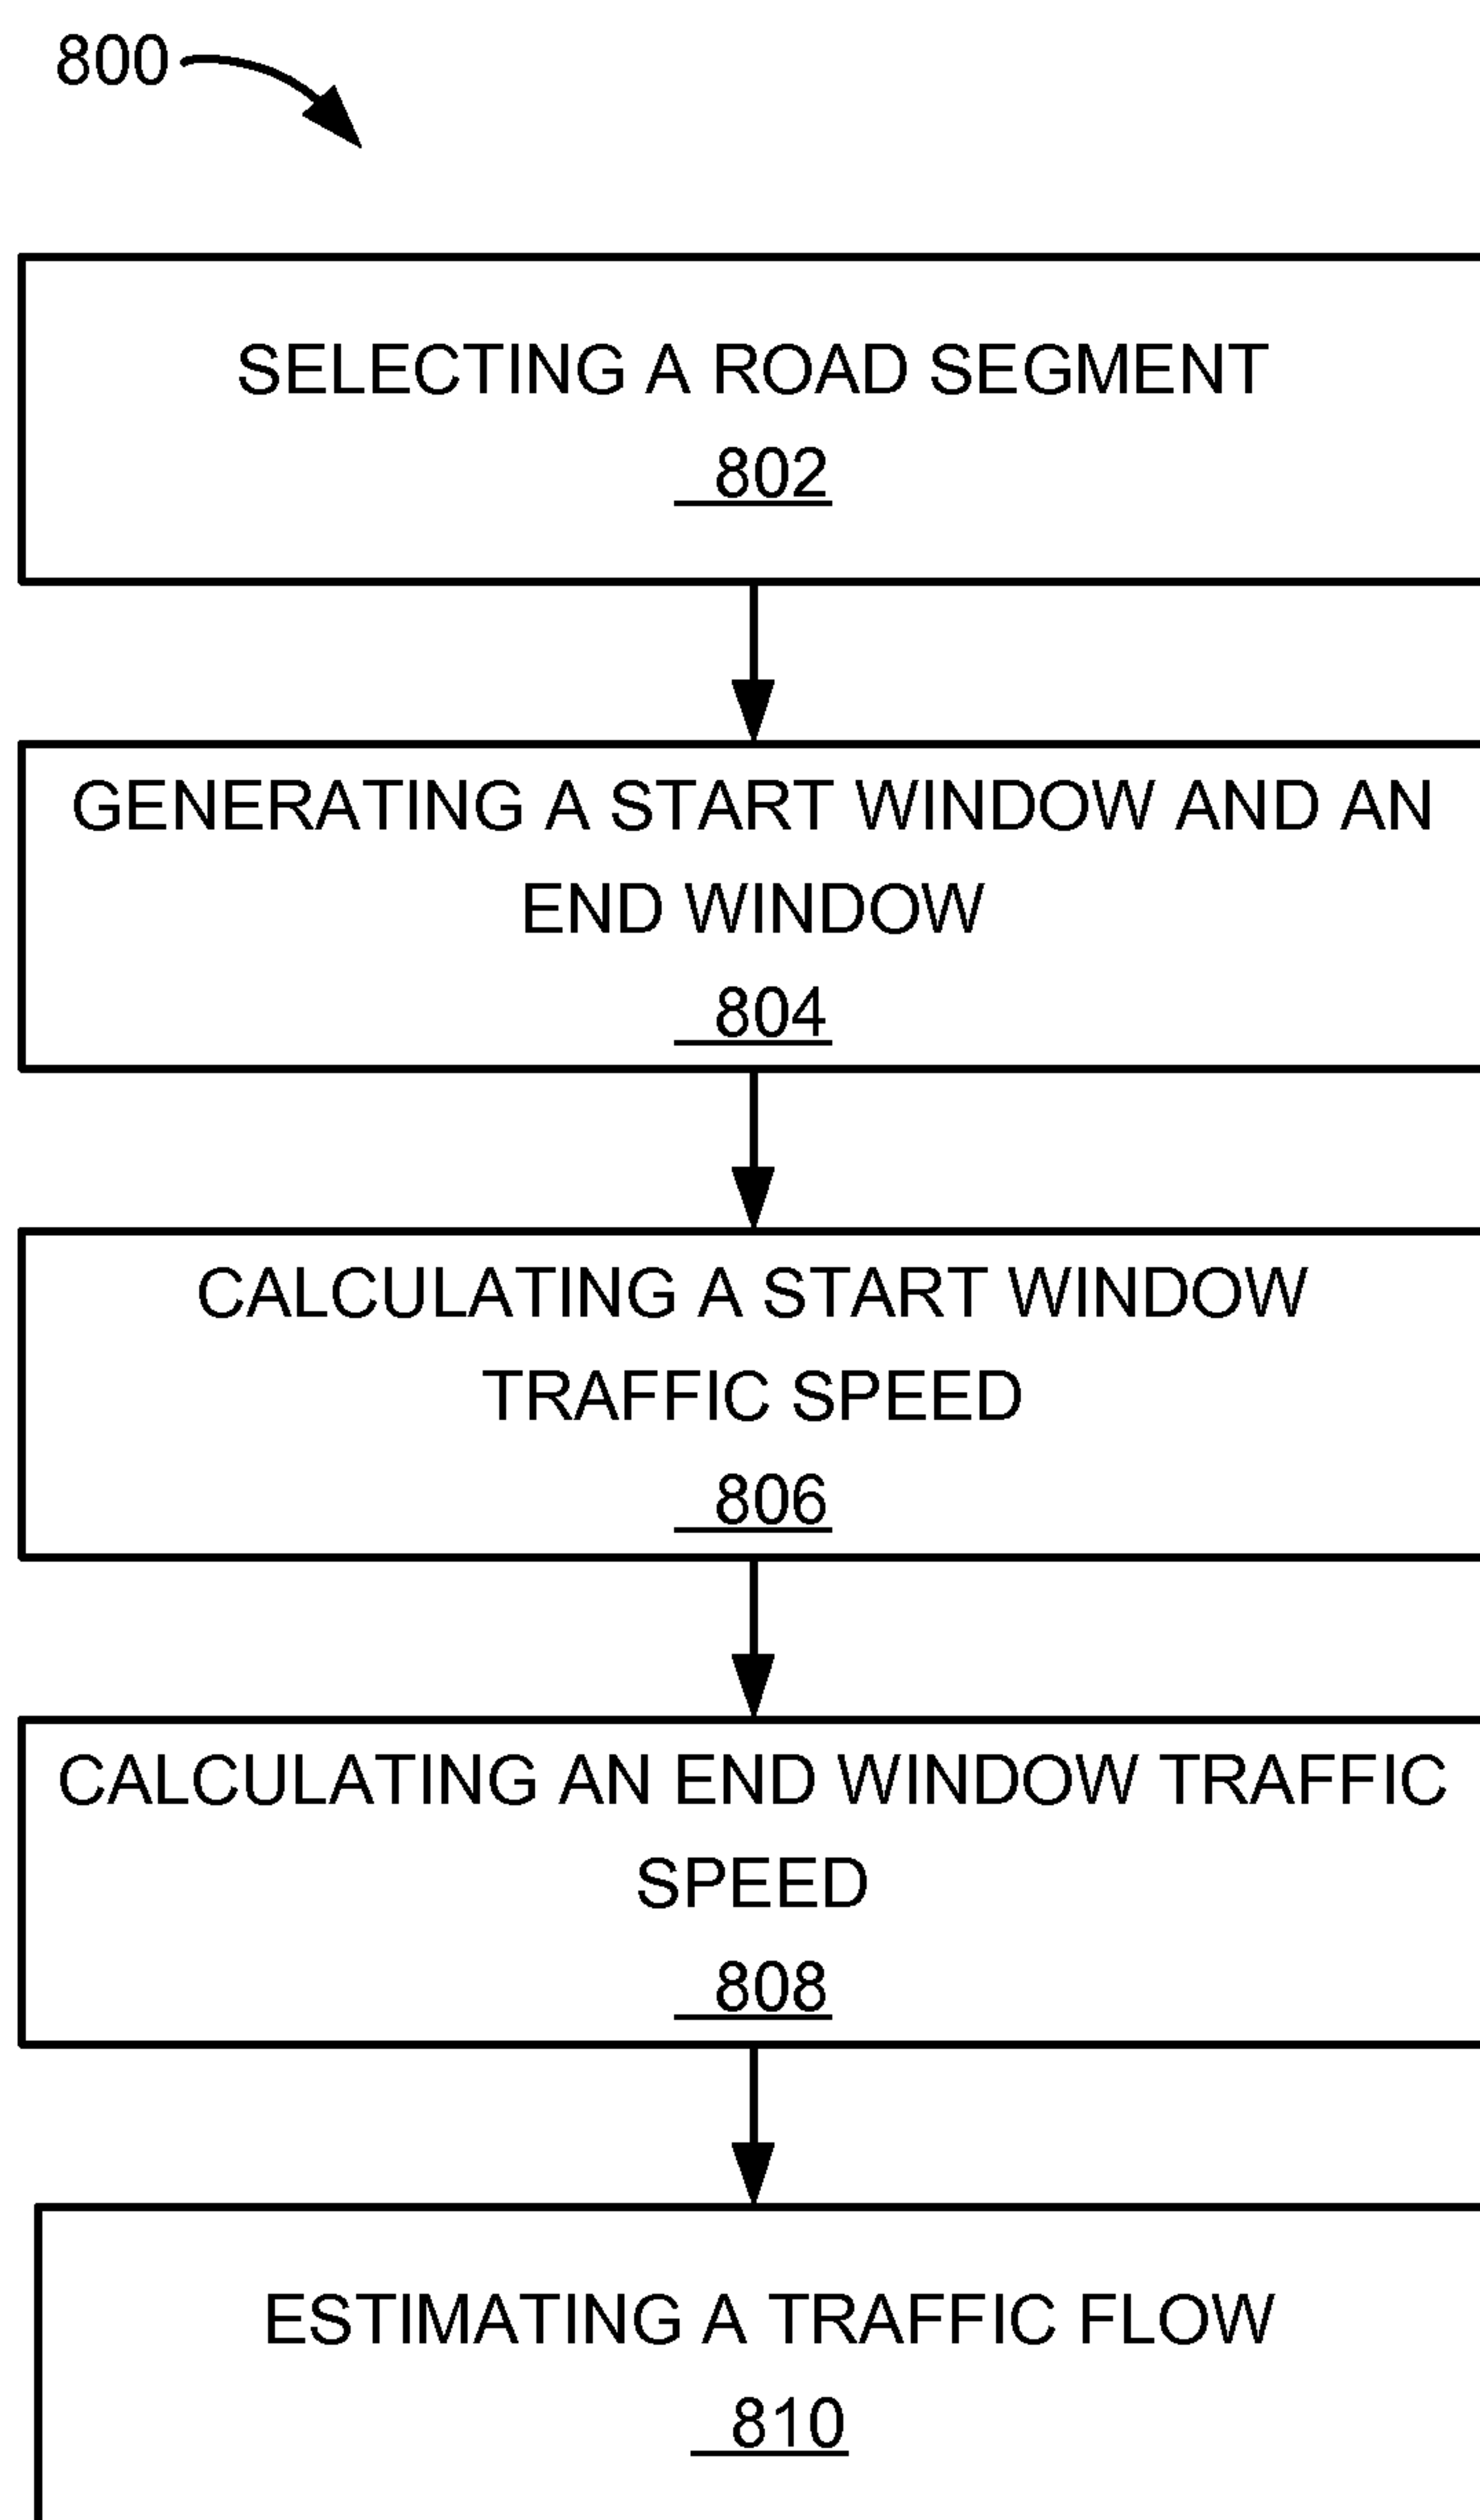 800
SELECTING A ROAD SEGMENT
802
GENERATING A START WINDOW AND AN
END WINDOW
804
CALCULATING A START WINDOW
TRAFFIC SPEED
806
CALCULATING AN END WINDOW TRAFFIC
SPEED
808
ESTIMATING A TRAFFIC FLOW
810